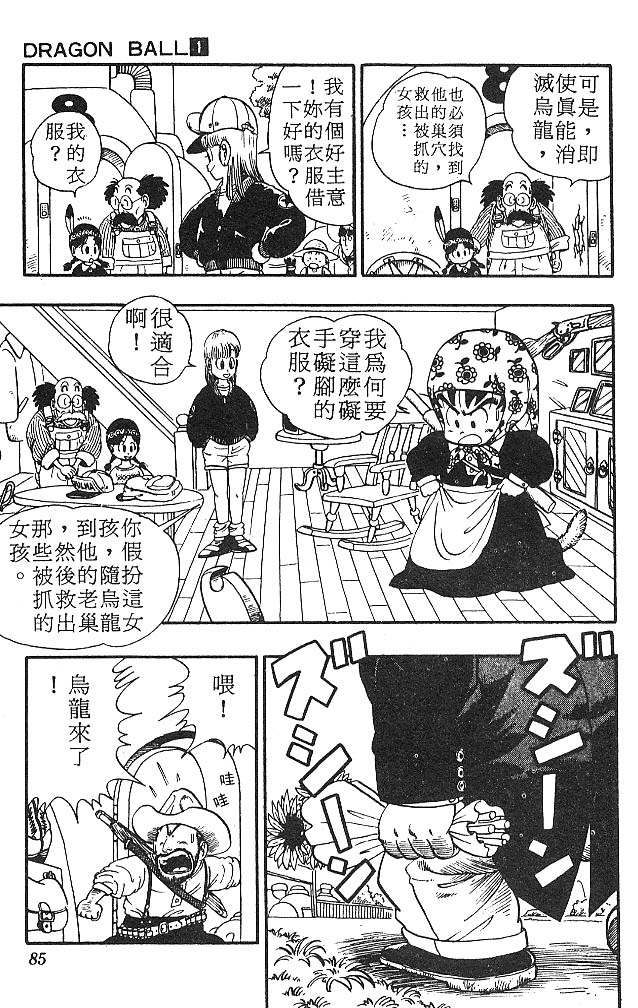 DRAGON BALL 1
可是，即
使眞能消
滅烏龍，
也必須找到
他的巢穴，
救出被抓的
女孩…
我有個好主意
！妳的衣服借
一下好嗎？
我的衣
服？
我爲何要
穿這麼礙
手礙腳的
衣服？
很適合
啊！
你假扮這女
孩，隨烏龍
到他的老巢
，然後救出
那些被抓的
女孩。
ズシーン
ズシーン
喂！
烏龍來了
！
哇
哇
85